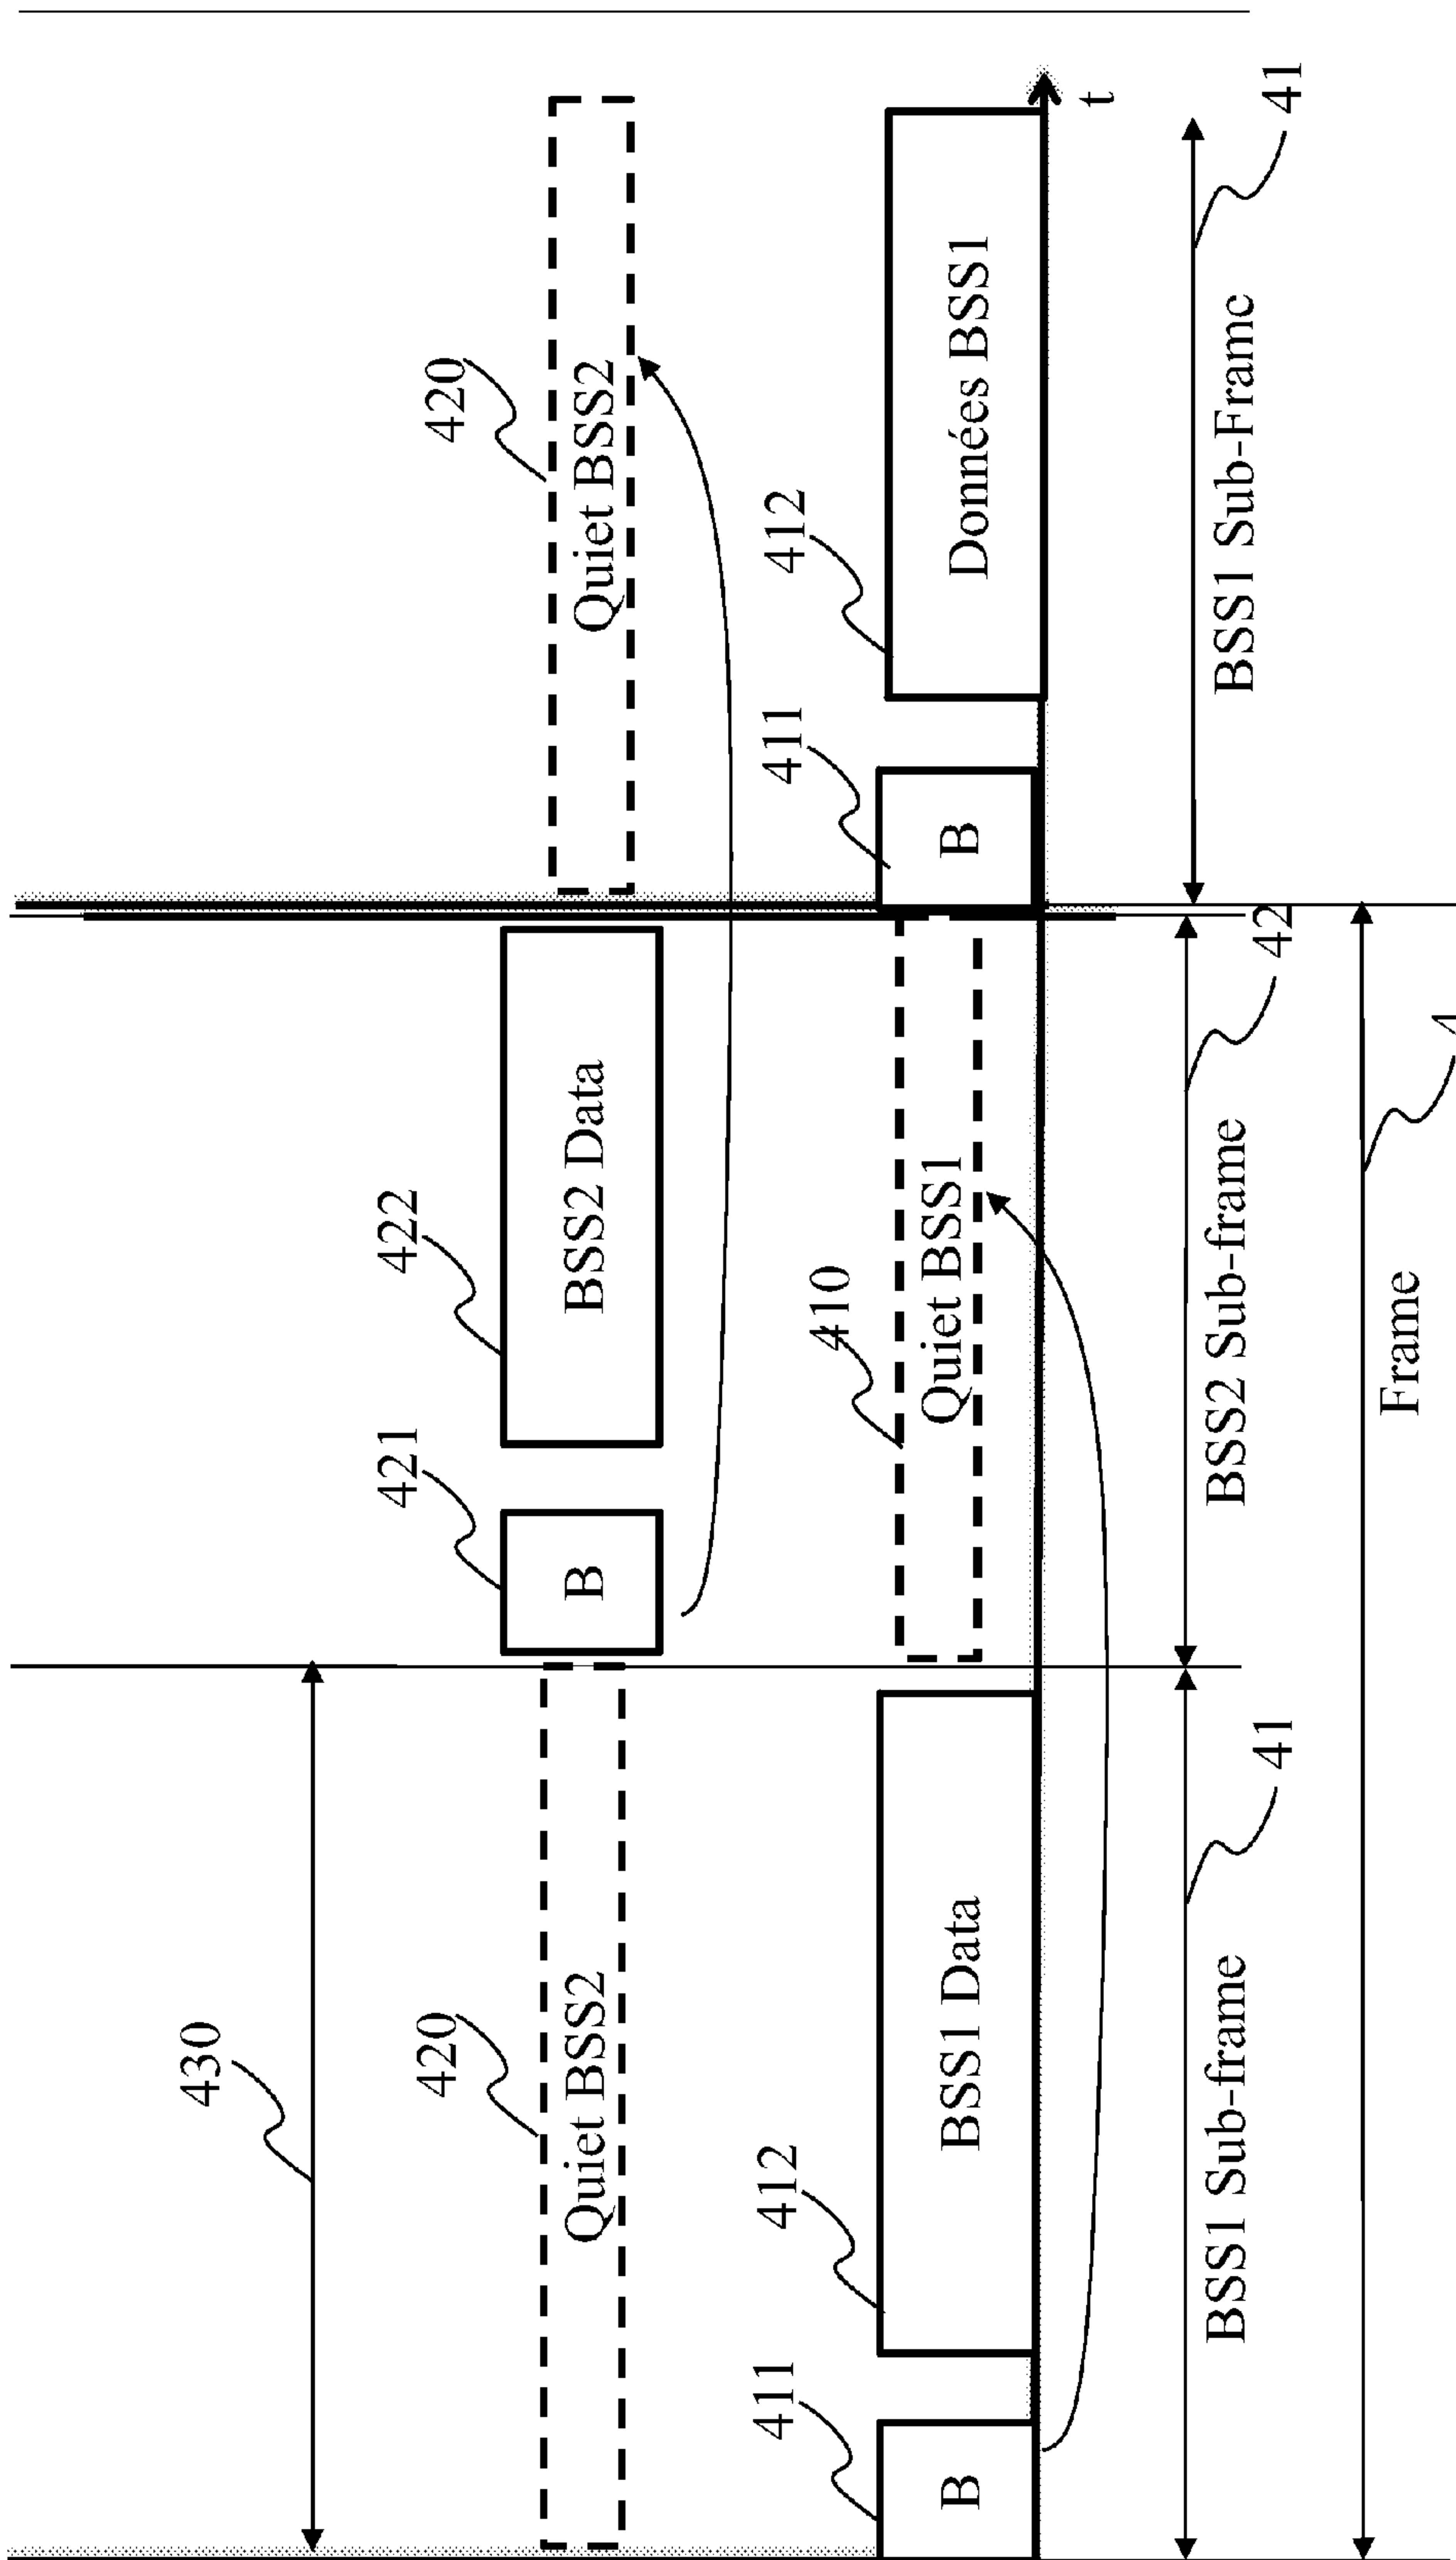 430
420
Quiet BSS2
421
422
B
BSS2 Data
420
Quiet BSS2
411
412
B
BSS1 Data
410
Quiet BSS1
411
412
B
Données BSS1
t
BSS1 Sub-frame
41
BSS2 Sub-frame
42
BSS1 Sub-Frame
41
Frame